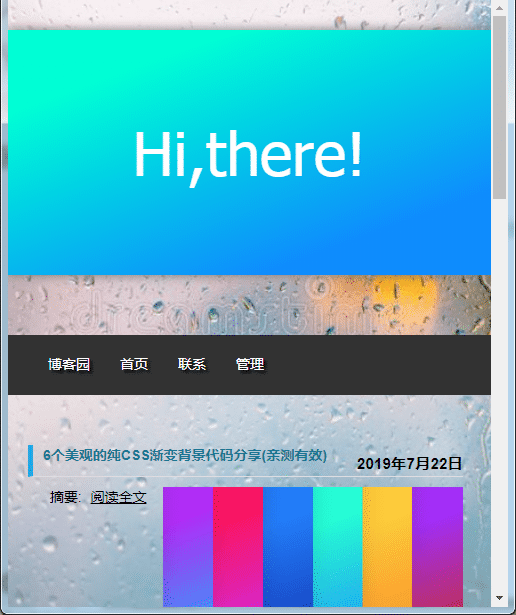 Hi,there!
dreamstime
博客园 首页 联系 管理
6个美观的纯CSS渐变背景代码分享(亲测有效)
2019年7月22日
摘要: 阅读全文